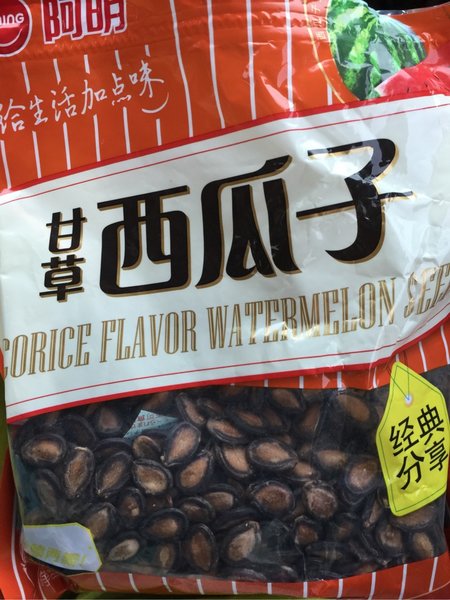 阿明
给生活加点味
甘草
西瓜子
CORICE FLAVOR WATERMELON SEE
经典
分享